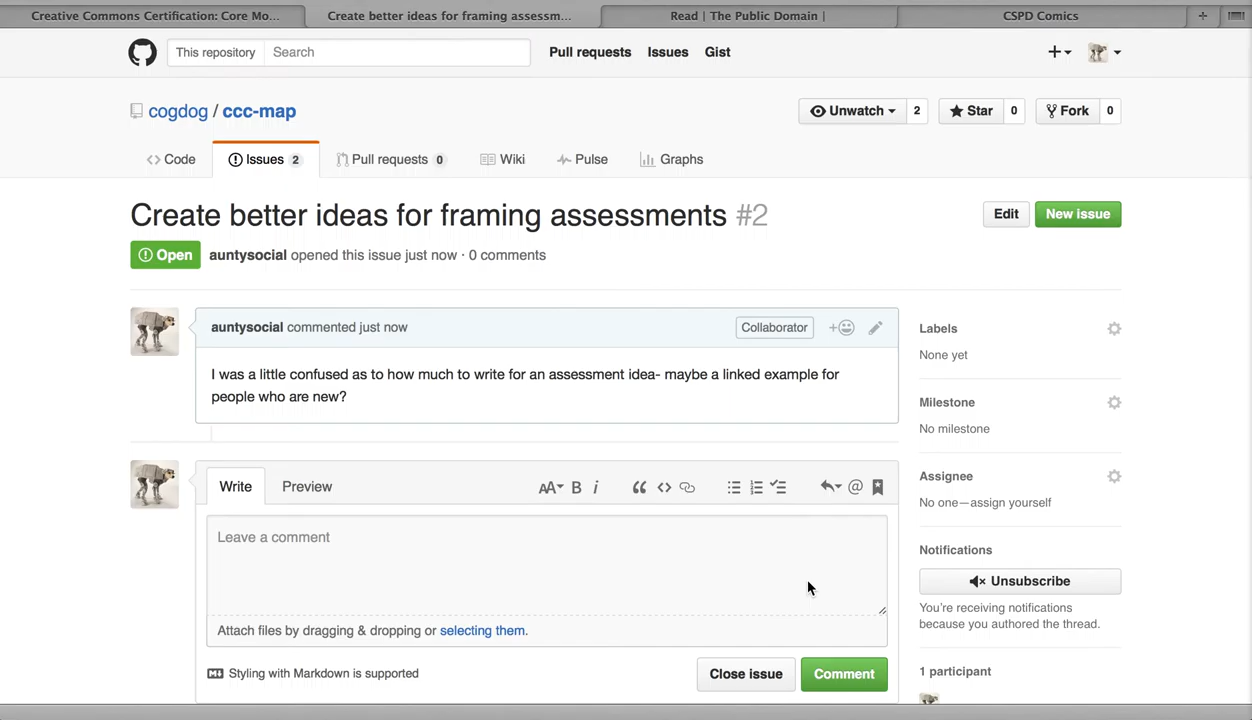 Creative Commons Certification: Core Mo...
Create better ideas for framing assessm...
Read | The Public Domain |
CSPD Comics
This repository
Search
Pull requests
Issues
Gist
cogdog / ccc-map
Unwatch
2
Star
0
Fork
0
Code
Issues 2
Pull requests 0
Wiki
Pulse
Graphs
Create better ideas for framing assessments #2
Edit
New issue
Open
auntysocial opened this issue just now · 0 comments
auntysocial commented just now
Collaborator
I was a little confused as to how much to write for an assessment idea- maybe a linked example for
people who are new?
Labels
None yet
Milestone
No milestone
Assignee
No one—assign yourself
Notifications
Unsubscribe
You're receiving notifications
because you authored the thread.
1 participant
Write
Preview
AA
B
i
@
Leave a comment
Attach files by dragging & dropping or selecting them.
Styling with Markdown is supported
Close issue
Comment